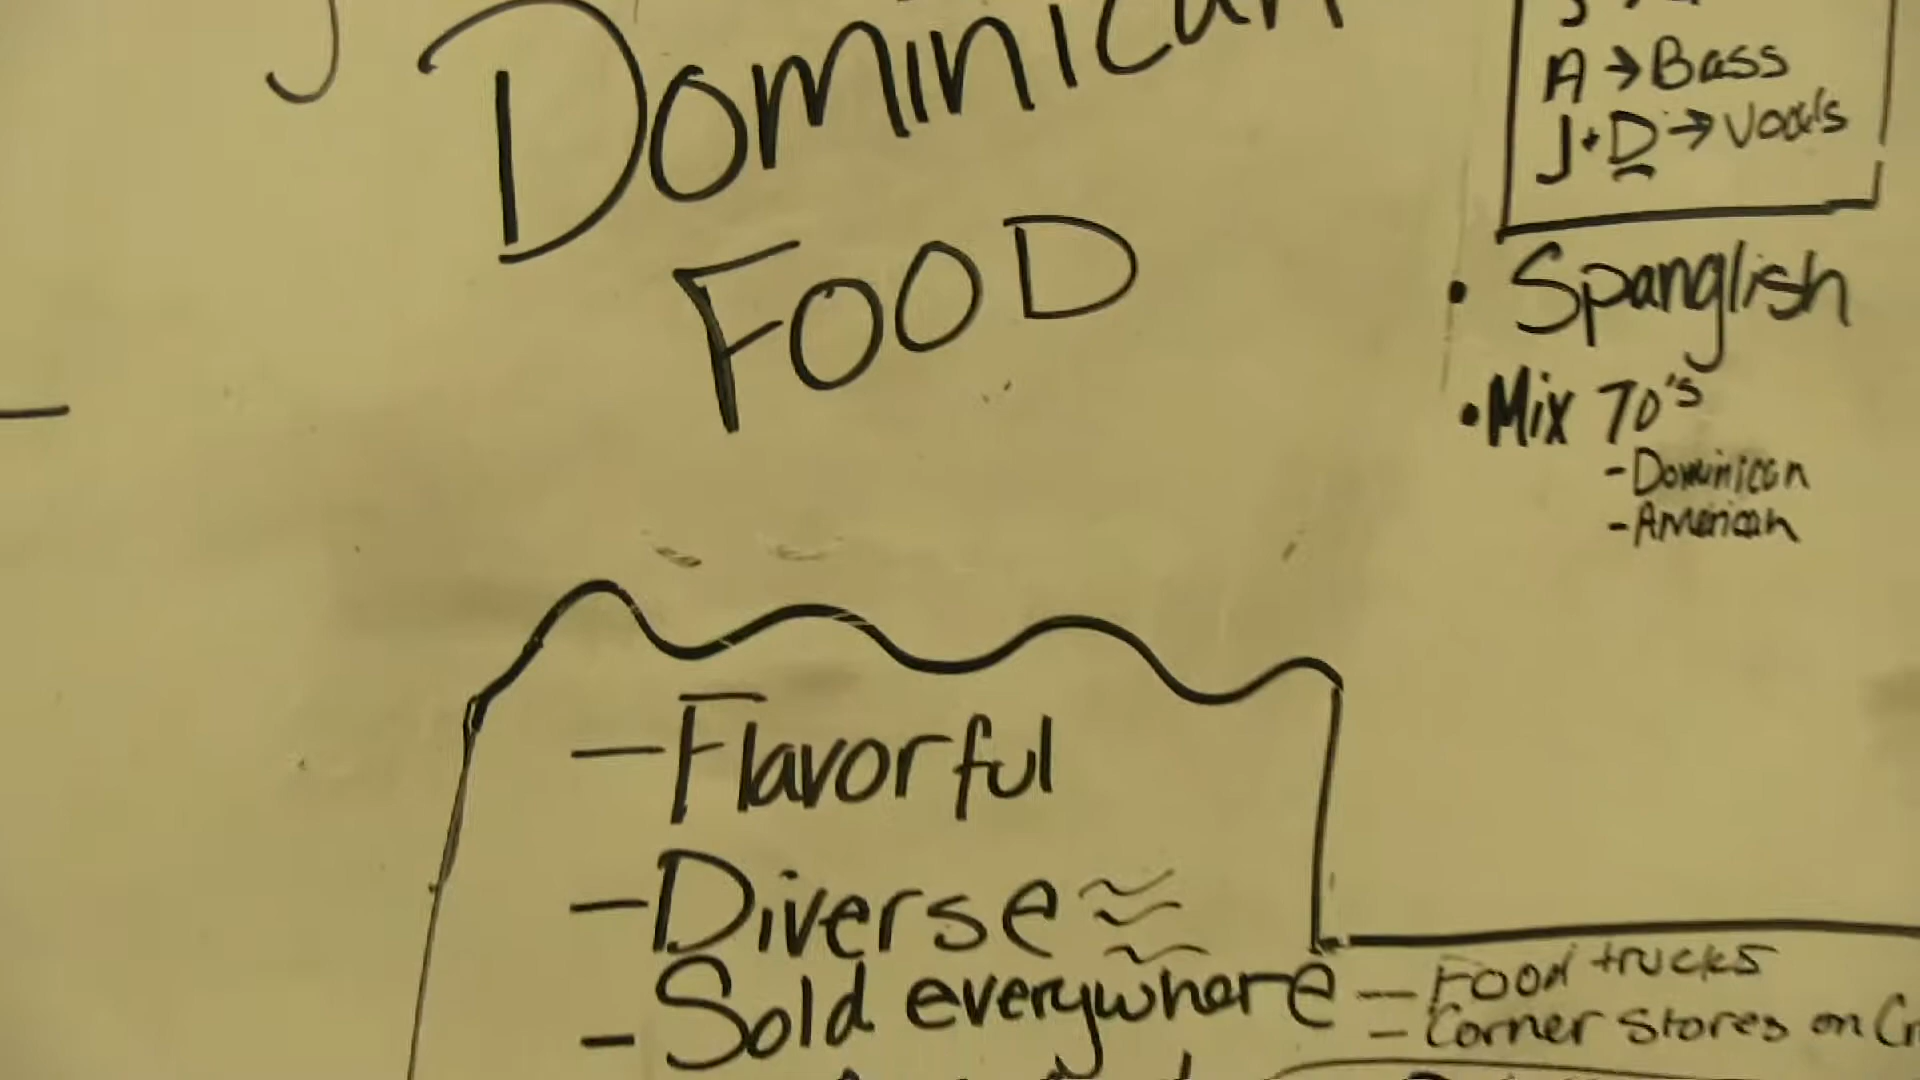 Dominican
FOOD
A → Bass
J + D → Vocals
• Spanglish
• Mix 70's
- Dominican
- American
- Flavorful
- Diverse
- Sold everywhere
- Food trucks
- Corner stores on